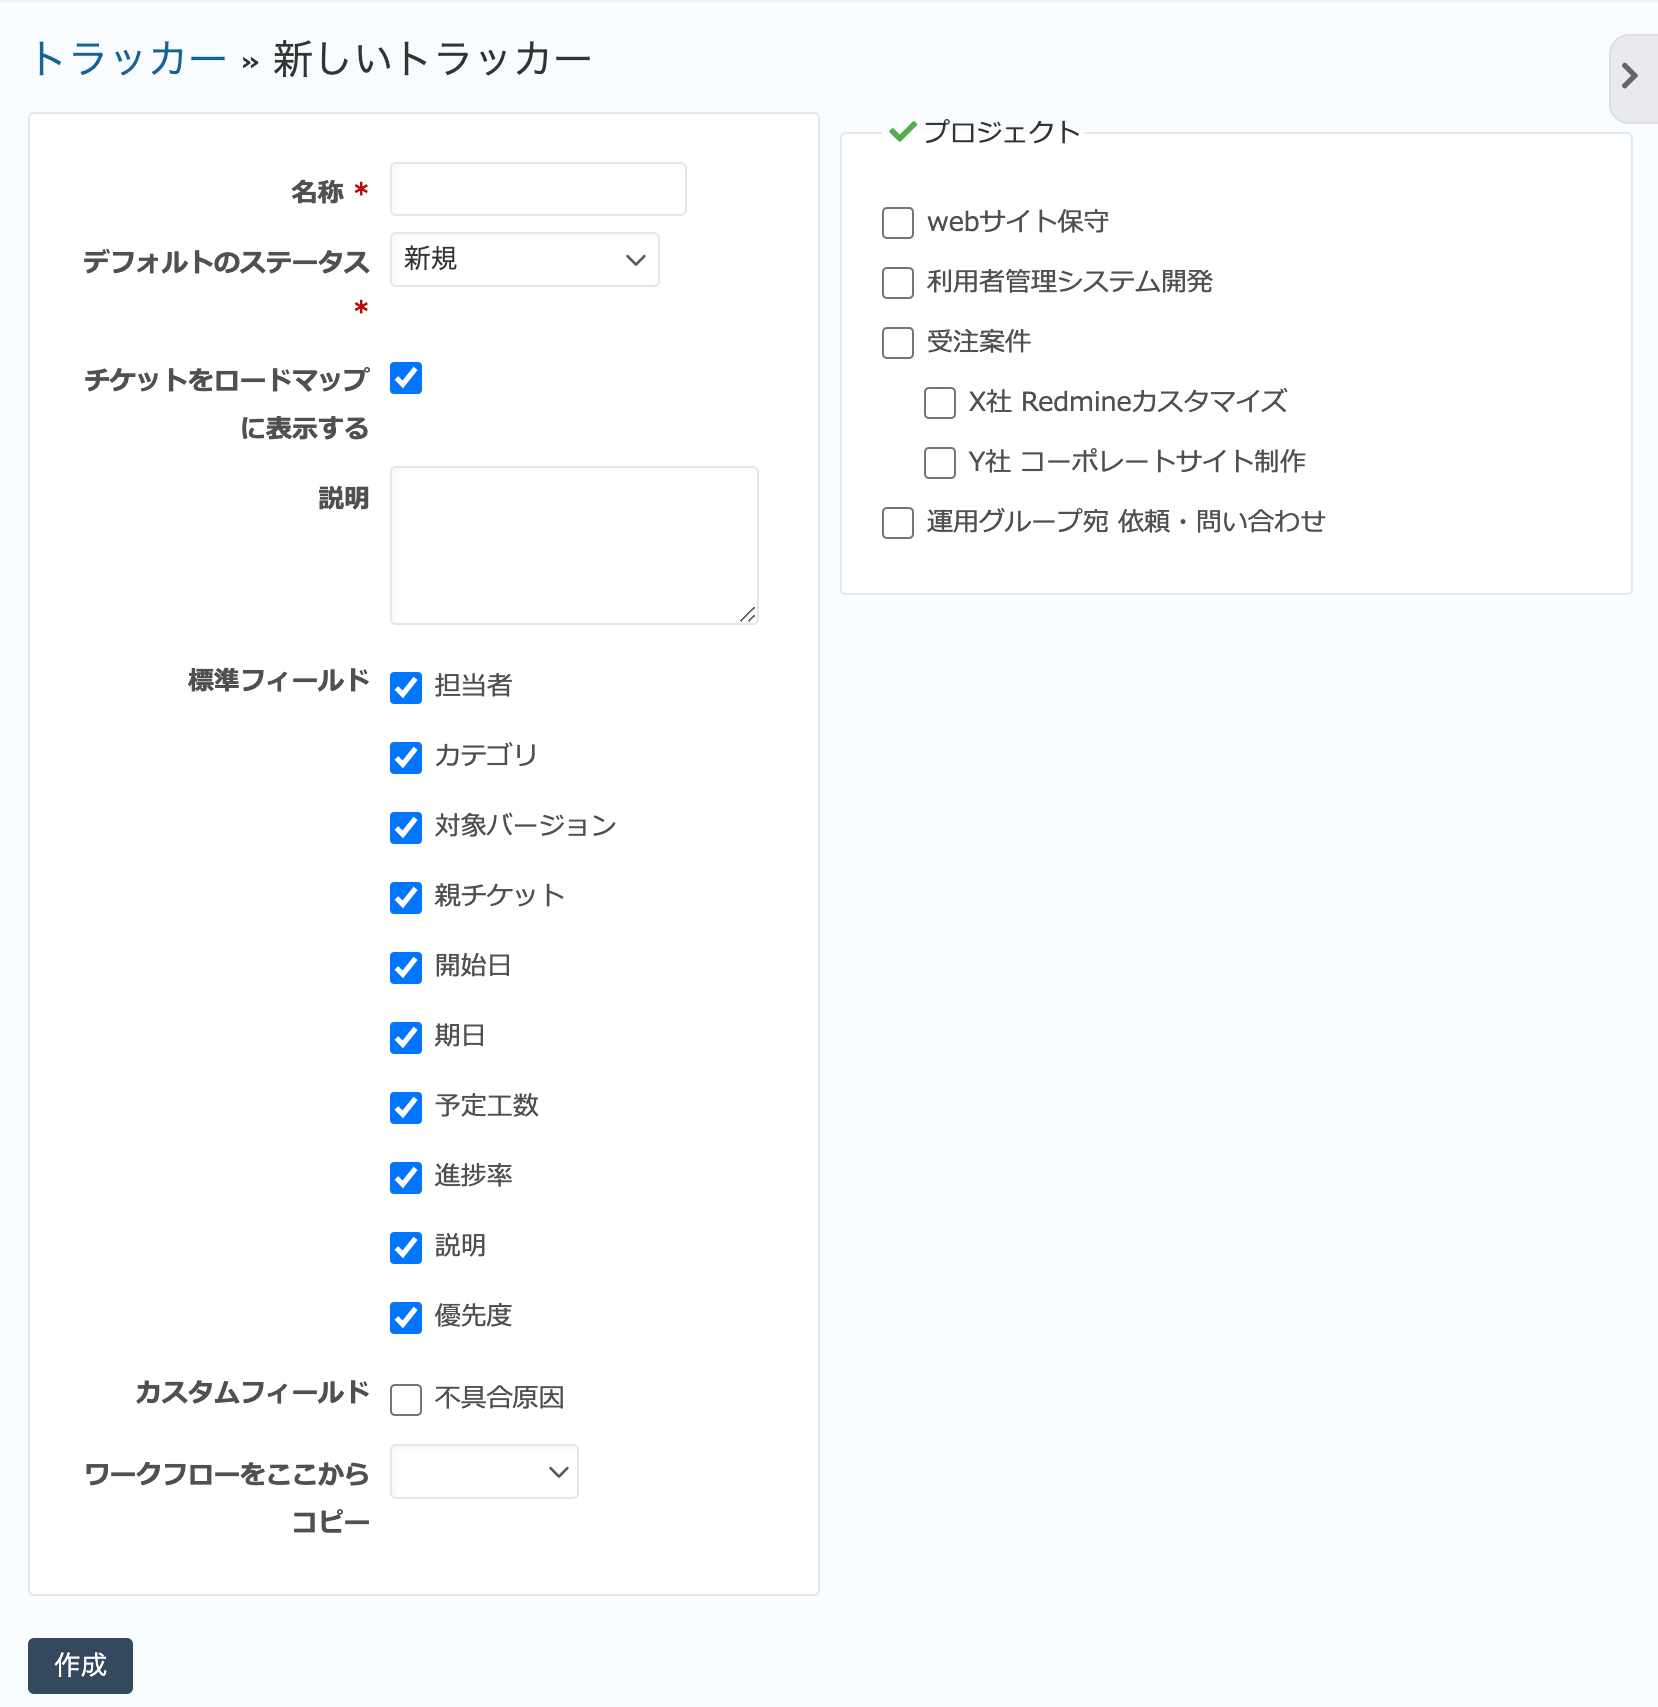 トラッカー » 新しいトラッカー
名称 *
デフォルトのステータス
*
新規
チケットをロードマップ
に表示する
説明
標準フィールド
担当者
カテゴリ
対象バージョン
親チケット
開始日
期日
予定工数
進捗率
説明
優先度
カスタムフィールド
不具合原因
ワークフローをここから
コピー
作成
プロジェクト
webサイト保守
利用者管理システム開発
受注案件
X社 Redmineカスタマイズ
Y社 コーポレートサイト制作
運用グループ宛 依頼・問い合わせ